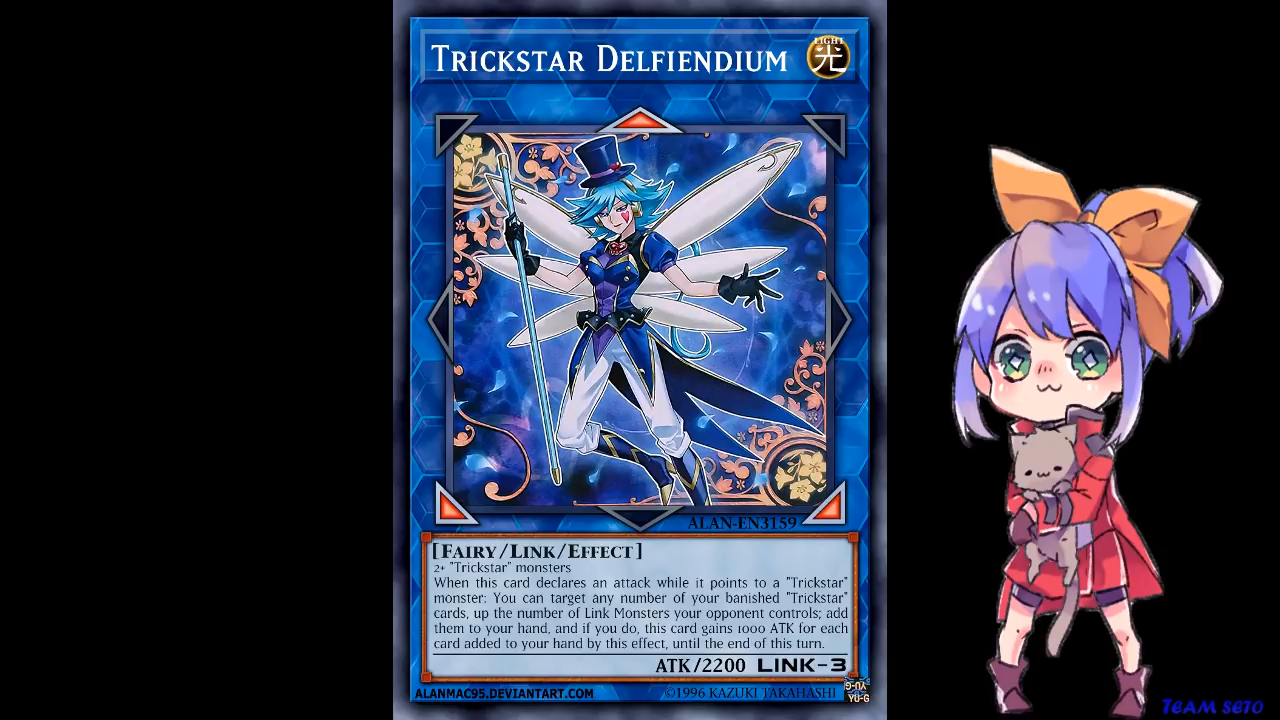 Trickstar Delfiendium
LIGHT
光
ALAN-EN3159
[Fairy/Link/Effect]
2+ "Trickstar" monsters
When this card declares an attack while it points to a "Trickstar"
monster: You can target any number of your banished "Trickstar"
cards, up the number of Link Monsters your opponent controls; add
them to your hand, and if you do, this card gains 1000 ATK for each
card added to your hand by this effect, until the end of this turn.
ATK/2200 LINK-3
ALANMAC95.DEVIANTART.COM
©1996 KAZUKI TAKAHASHI
YU-G
YU-G
Team Seto